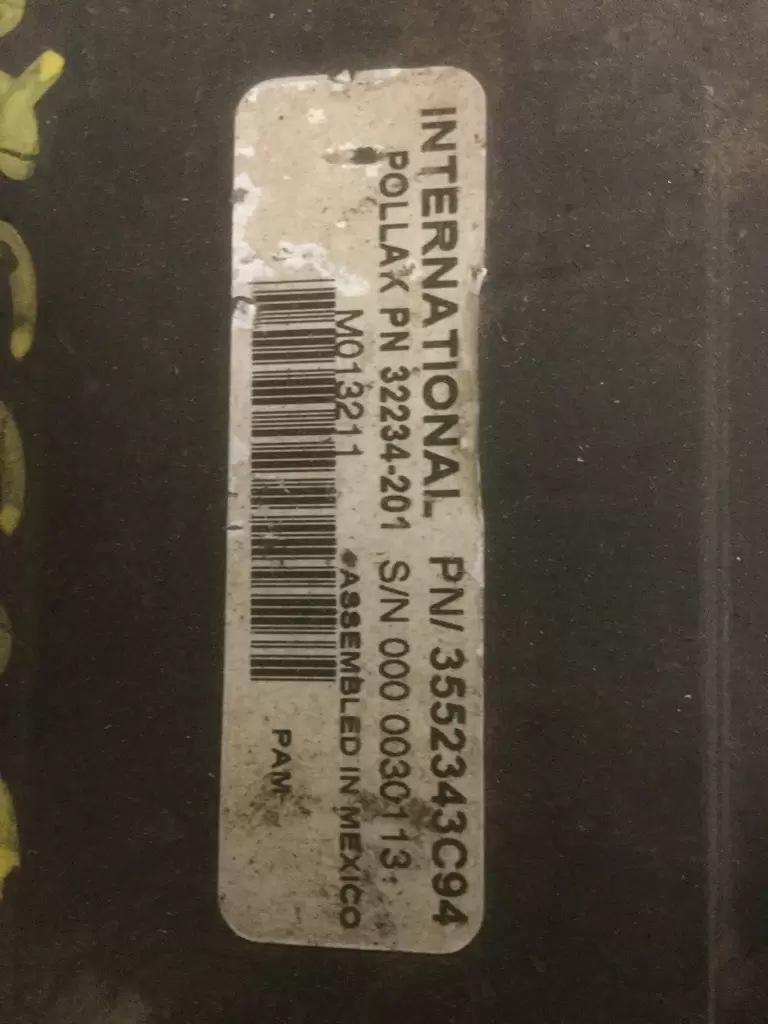 INTERNATIONAL PN/ 3552343C94
POLLAK PN 32234-201 S/N 000 0030113
M013211 *ASSEMBLED IN MEXICO
PAM